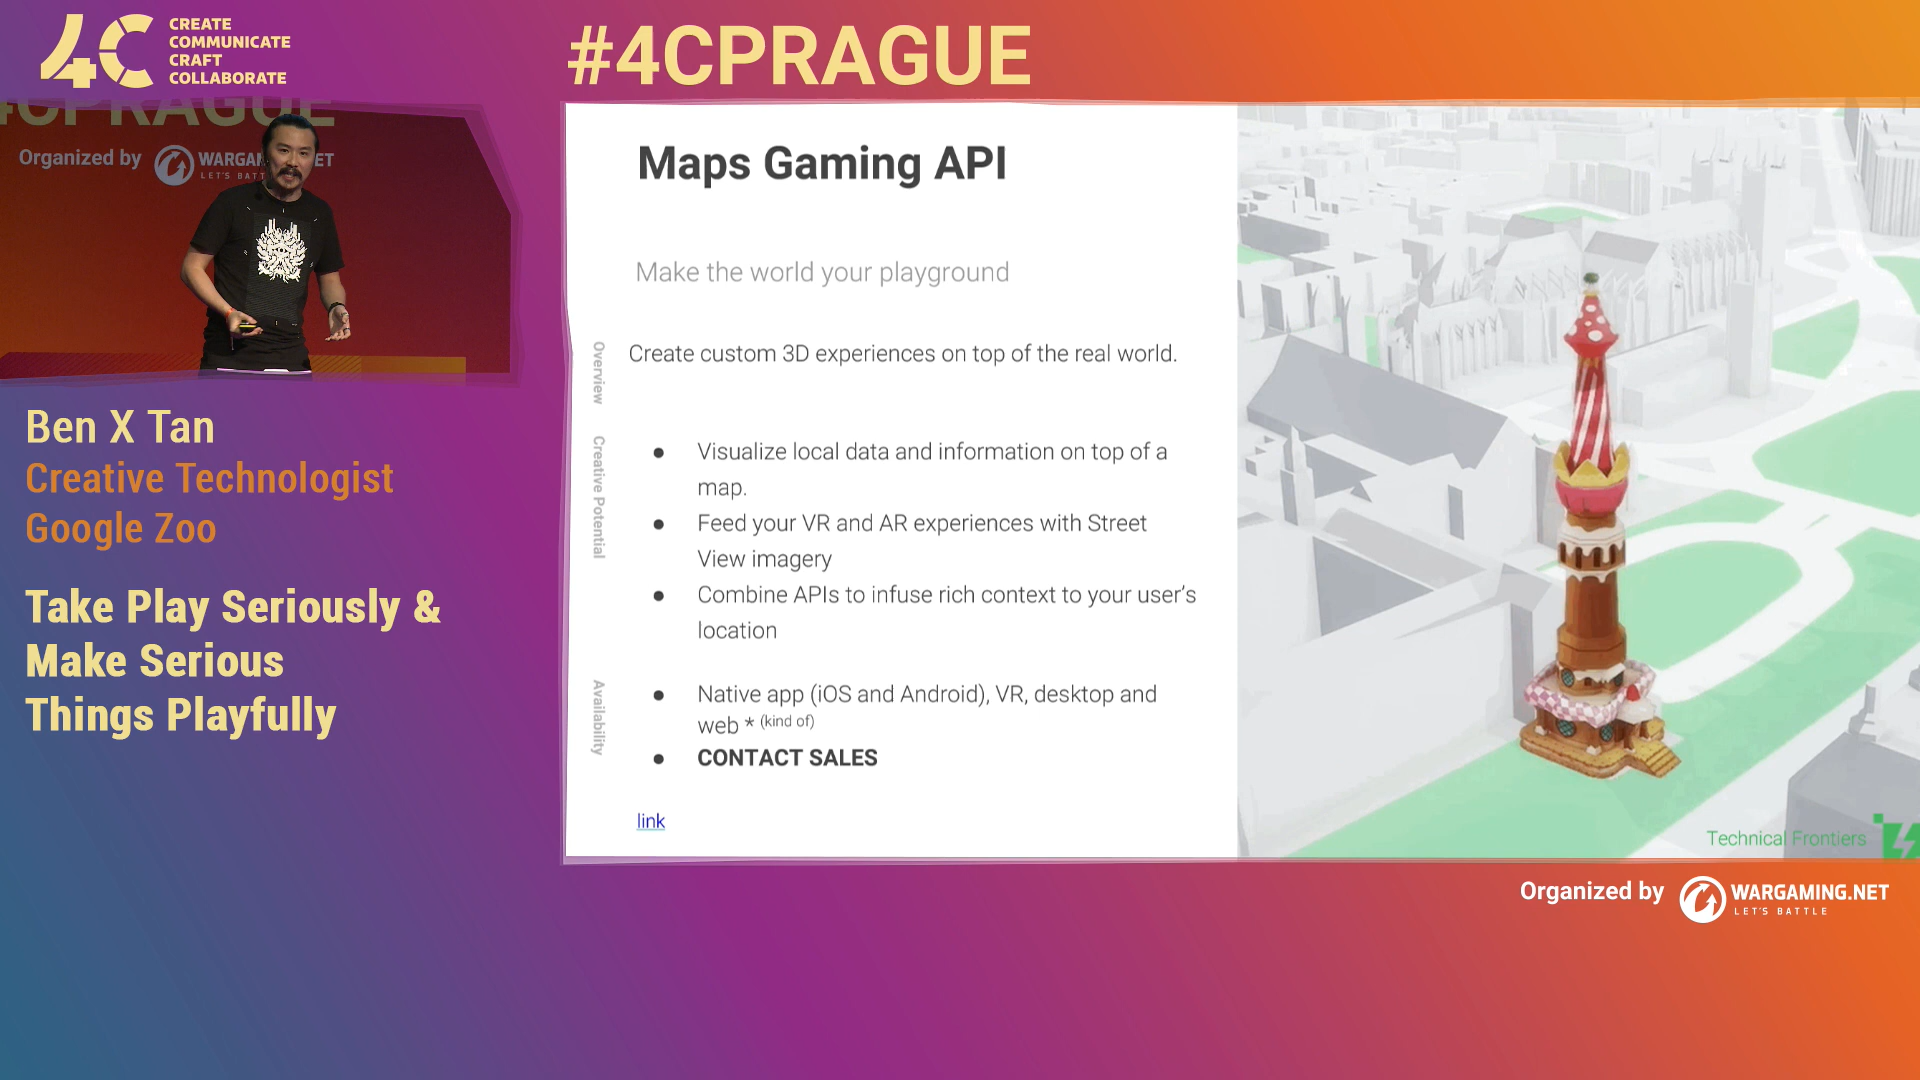 4C
CREATE
COMMUNICATE
CRAFT
COLLABORATE
#4CPRAGUE
4CPRAGUE
Organized by
LET'S BATT
Ben X Tan
Creative Technologist
Google Zoo
Take Play Seriously &
Make Serious
Things Playfully
Maps Gaming API
Make the world your playground
Overview
Create custom 3D experiences on top of the real world.
Creative Potential
● Visualize local data and information on top of a
map.
● Feed your VR and AR experiences with Street
View imagery
● Combine APIs to infuse rich context to your user’s
location
Availability
● Native app (iOS and Android), VR, desktop and
web * (kind of)
● CONTACT SALES
link
Technical Frontiers
Organized by
WARGAMING.NET
LET'S BATTLE